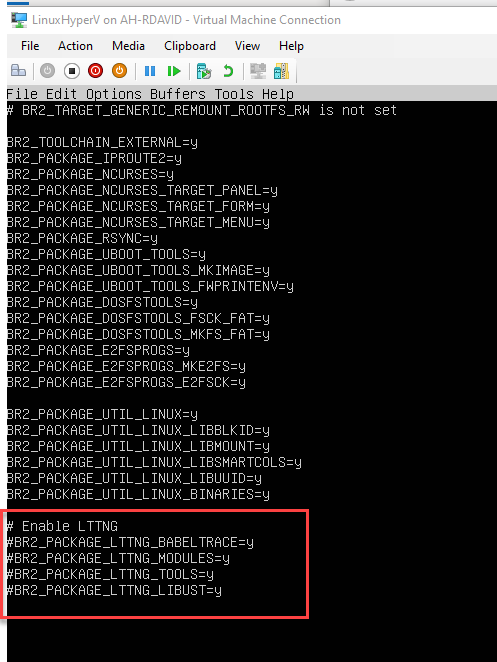 LinuxHyperV on AH-RDAVID - Virtual Machine Connection
File Action Media Clipboard View Help
File Edit Options Buffers Tools Help
# BR2_TARGET_GENERIC_REMOUNT_ROOTFS_RW is not set
BR2_TOOLCHAIN_EXTERNAL=y
BR2_PACKAGE_IPROUTE2=y
BR2_PACKAGE_NCURSES=y
BR2_PACKAGE_NCURSES_TARGET_PANEL=y
BR2_PACKAGE_NCURSES_TARGET_FORM=y
BR2_PACKAGE_NCURSES_TARGET_MENU=y
BR2_PACKAGE_RSYNC=y
BR2_PACKAGE_UBOOT_TOOLS=y
BR2_PACKAGE_UBOOT_TOOLS_MKIMAGE=y
BR2_PACKAGE_UBOOT_TOOLS_FWPRINTENV=y
BR2_PACKAGE_DOSFSTOOLS=y
BR2_PACKAGE_DOSFSTOOLS_FSCK_FAT=y
BR2_PACKAGE_DOSFSTOOLS_MKFS_FAT=y
BR2_PACKAGE_E2FSPROGS=y
BR2_PACKAGE_E2FSPROGS_MKE2FS=y
BR2_PACKAGE_E2FSPROGS_E2FSCK=y
BR2_PACKAGE_UTIL_LINUX=y
BR2_PACKAGE_UTIL_LINUX_LIBBLKID=y
BR2_PACKAGE_UTIL_LINUX_LIBMOUNT=y
BR2_PACKAGE_UTIL_LINUX_LIBSMARTCOLS=y
BR2_PACKAGE_UTIL_LINUX_LIBUUID=y
BR2_PACKAGE_UTIL_LINUX_BINARIES=y
# Enable LTTNG
#BR2_PACKAGE_LTTNG_BABELTRACE=y
#BR2_PACKAGE_LTTNG_MODULES=y
#BR2_PACKAGE_LTTNG_TOOLS=y
#BR2_PACKAGE_LTTNG_LIBUST=y